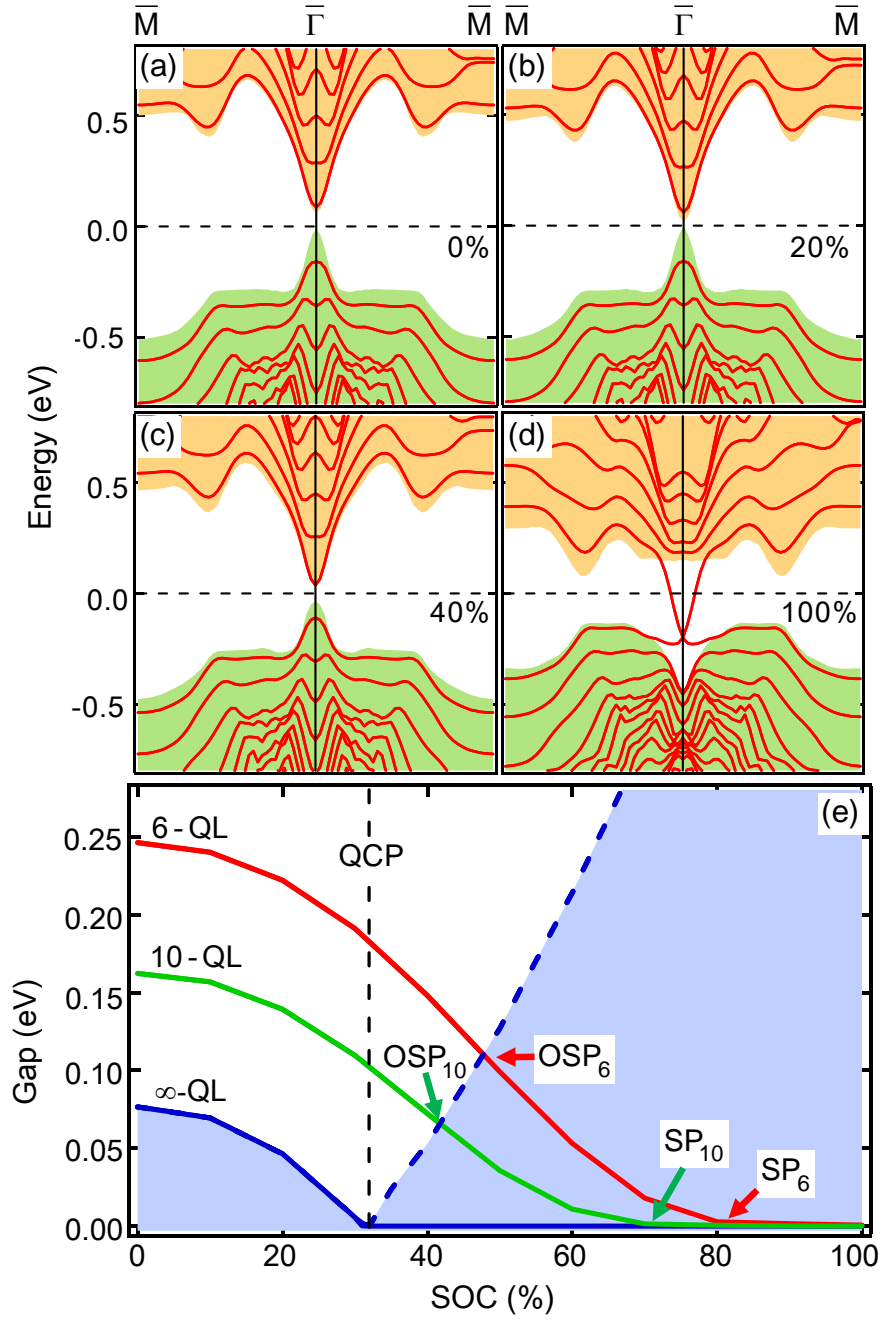 M̅ Γ̅ M̅ M̅ Γ̅ M̅
(a) (b)
0.5
0.0
0% 20%
-0.5
Energy (eV)
(c) (d)
0.5
0.0
40% 100%
-0.5
(e)
0.25
6-QL
QCP
0.20
10-QL
0.15
Gap (eV)
OSP10 OSP6
0.10
∞-QL
SP10
0.05
SP6
0.00
0 20 40 60 80 100
SOC (%)